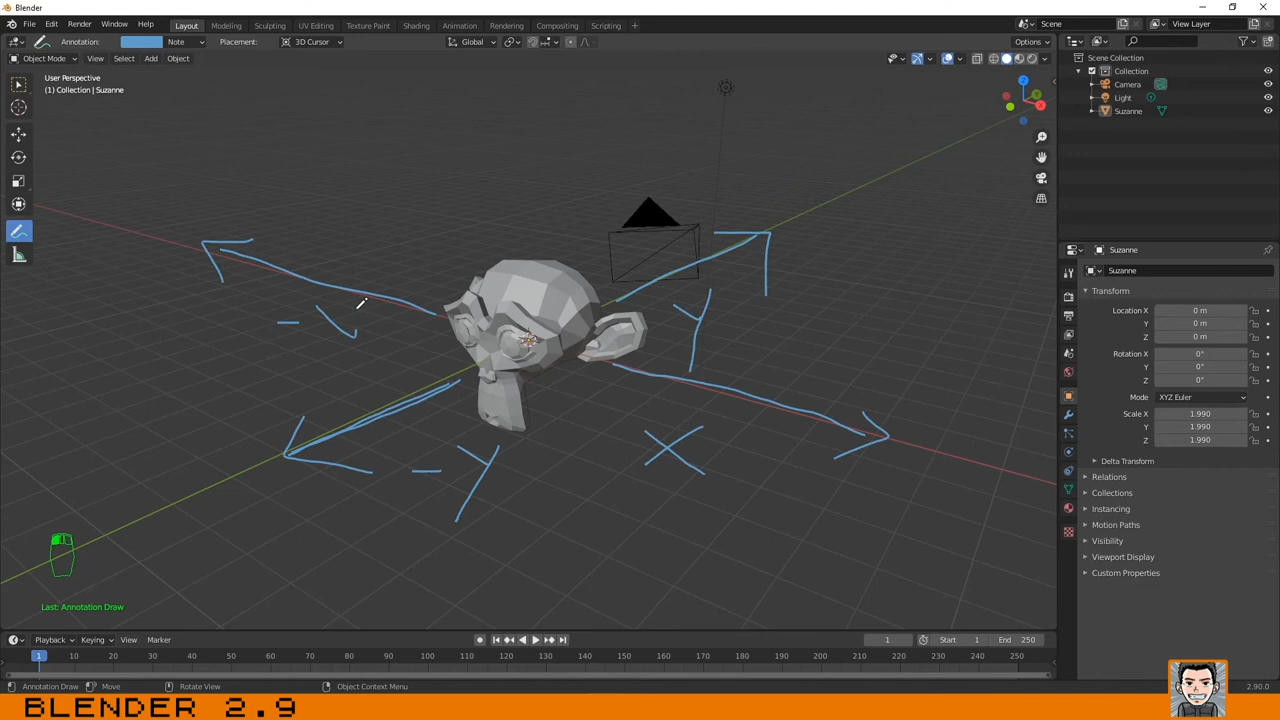 Blender
File Edit Render Window Help Layout Modeling Sculpting UV Editing Texture Paint Shading Animation Rendering Compositing Scripting + Scene View Layer
Annotation: Note Placement: 3D Cursor Global Options
Object Mode View Select Add Object
User Perspective
(1) Collection | Suzanne
Scene Collection
Collection
Camera
Light
Suzanne
Suzanne
Suzanne
Transform
Location X 0 m
Y 0 m
Z 0 m
Rotation X 0°
Y 0°
Z 0°
Mode XYZ Euler
Scale X 1.990
Y 1.990
Z 1.990
Delta Transform
Relations
Collections
Instancing
Motion Paths
Visibility
Viewport Display
Custom Properties
Y
X
-Y
Last: Annotation Draw
Playback Keying View Marker 1 Start 1 End 250
1 10 20 30 40 50 60 70 80 90 100 110 120 130 140 150 160 170 180 190 200 210 220 230 240 250
Annotation Draw Move Rotate View Object Context Menu 2.90.0
BLENDER 2.9